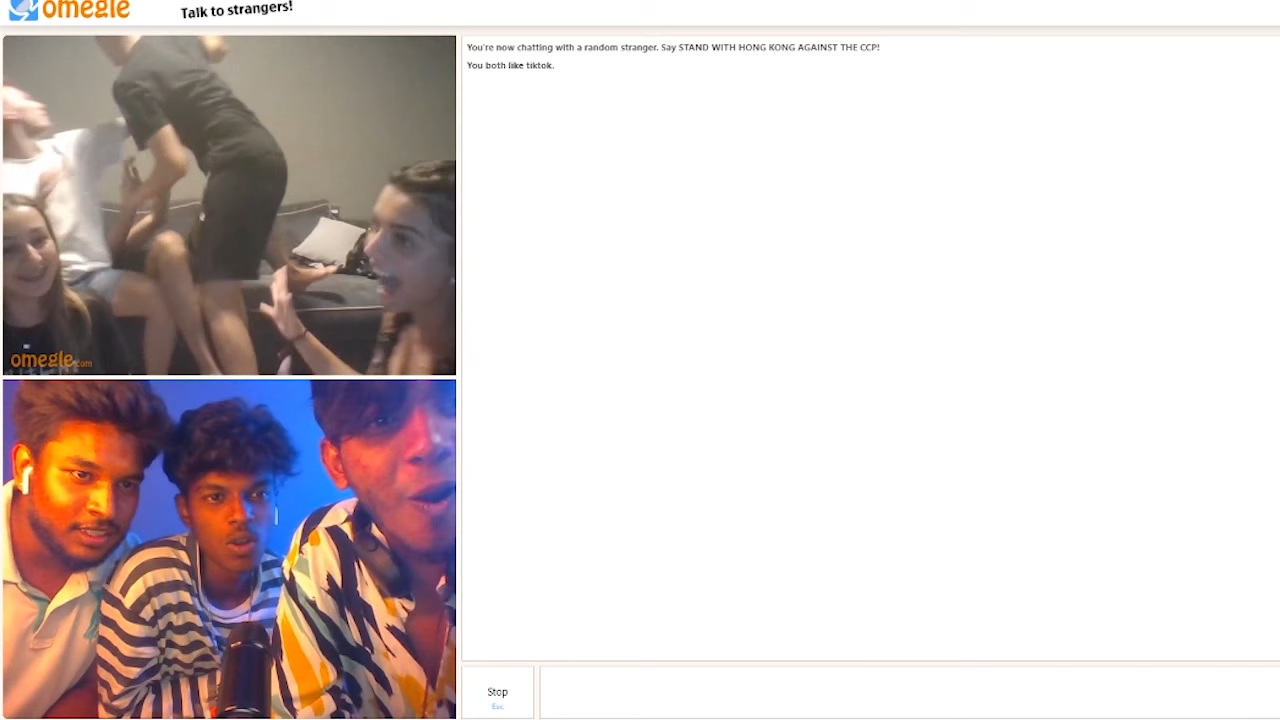 omegle
Talk to strangers!
You're now chatting with a random stranger. Say STAND WITH HONG KONG AGAINST THE CCP!
You both like tiktok.
omegle.com
Stop
Esc